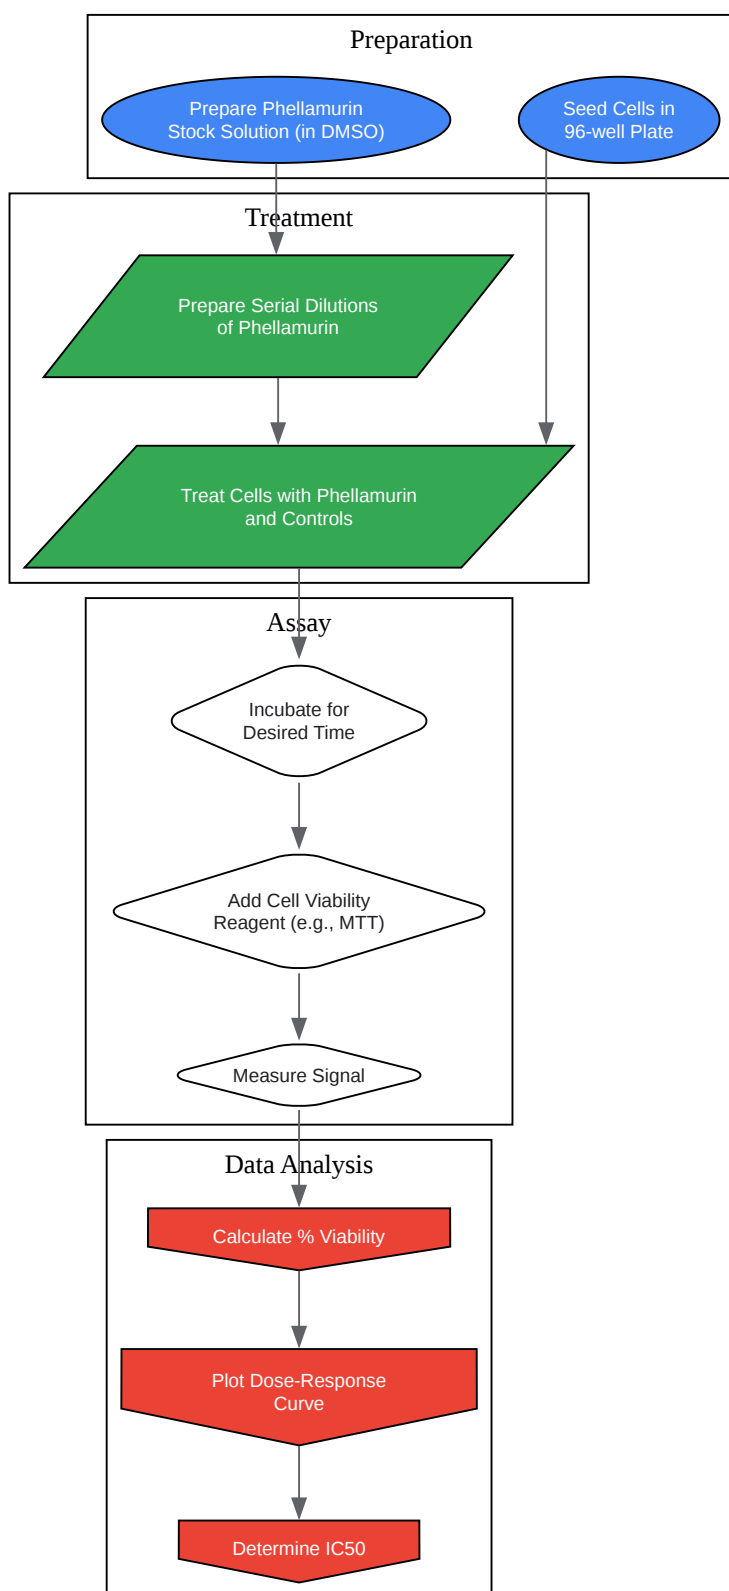 Preparation
Prepare Phellamurin
Stock Solution (in DMSO)
Seed Cells in
96-well Plate
Treatment
Prepare Serial Dilutions
of Phellamurin
Treat Cells with Phellamurin
and Controls
Assay
Incubate for
Desired Time
Add Cell Viability
Reagent (e.g., MTT)
Measure Signal
Data Analysis
Calculate % Viability
Plot Dose-Response
Curve
Determine IC50